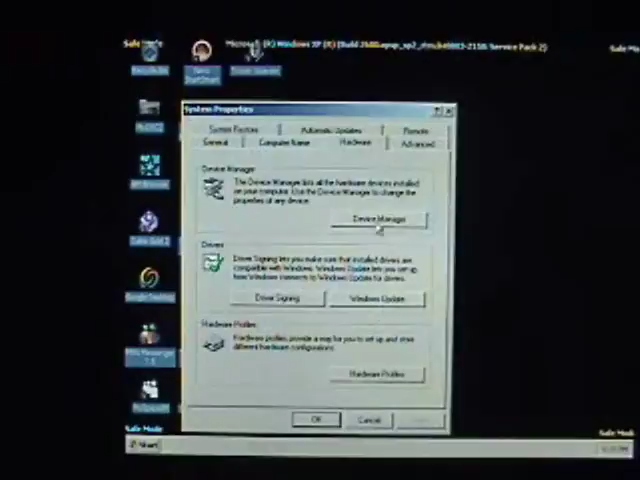 Safe Mode
Microsoft (R) Windows XP (R) (Build 2600.xpsp_sp2_rtm.040803-2158: Service Pack 2)
Safe Mo
System Properties
System Restore
Automatic Updates
Remote
General
Computer Name
Hardware
Advanced
Device Manager
The Device Manager lists all the hardware devices installed
on your computer. Use the Device Manager to change the
properties of any device.
Device Manager
Drivers
Driver Signing lets you make sure that installed drivers are
compatible with Windows. Windows Update lets you set up
how Windows connects to Windows Update for drivers.
Driver Signing
Windows Update
Hardware Profiles
Hardware profiles provide a way for you to set up and store
different hardware configurations.
Hardware Profiles
OK
Cancel
Safe Mode
Safe Mo
Start